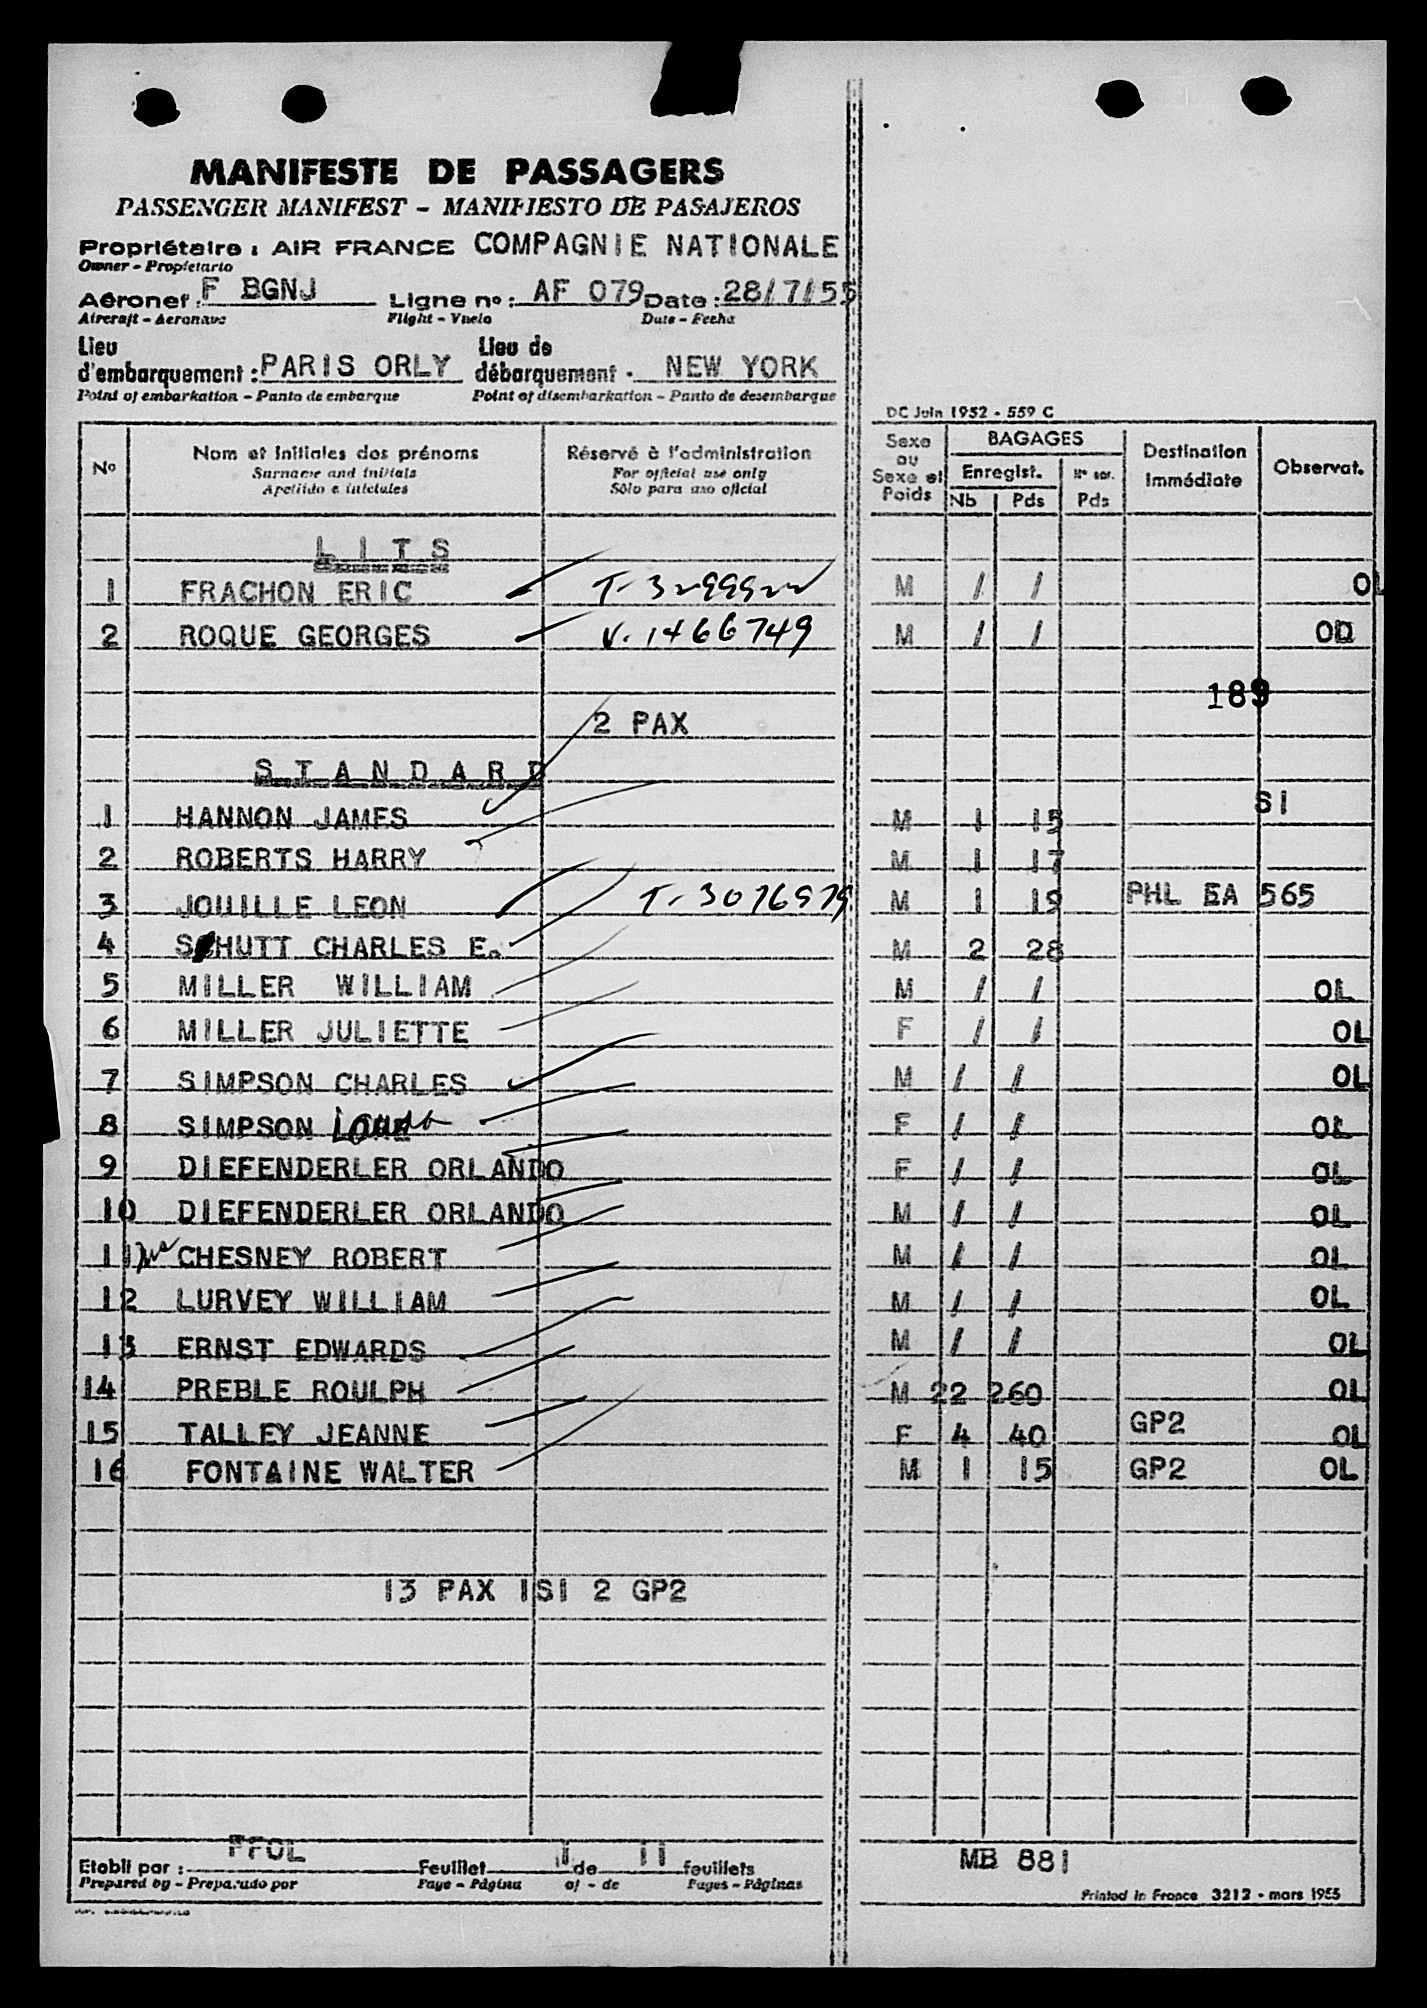 MANIFESTE DE PASSAGERS
PASSENGER MANIFEST - MANIFIESTO DE PASAJEROS
Propriétaire : AIR FRANCE COMPAGNIE NATIONALE
Owner - Propietario
Aéronef : F BGNJ Ligne no : AF 079 Date : 28/7/55
Aircraft - Aeronave Flight - Vuelo Date - Fecha
Lieu d'embarquement : PARIS ORLY Lieu de débarquement : NEW YORK
Point of embarkation - Punto de embarque Point of disembarkation - Punto de desembarque
DC Juin 1952 - 559 C
No Nom et initiales des prénoms Réservé à l'administration Sexe ou Sexe et Poids BAGAGES Destination immédiate Observat.
Surname and initials For official use only Enregist. Nb Pds Pds
Apellido e iniciales Sólo para uso oficial
LITS
1 FRACHON ERIC T-3299922 M / / OL
2 ROQUE GEORGES V-1466749 M / / OD
189
2 PAX
STANDARD
1 HANNON JAMES M 1 15 SI
2 ROBERTS HARRY M 1 17
3 JOUILLE LEON T-3076979 M 1 19 PHL EA 565
4 SCHUTT CHARLES E. M 2 28
5 MILLER WILLIAM M / / OL
6 MILLER JULIETTE F / / OL
7 SIMPSON CHARLES M / / OL
8 SIMPSON F / / OL
9 DIEFENDERLER ORLANDO F / / OL
10 DIEFENDERLER ORLANDO M / / OL
11 CHESNEY ROBERT M / / OL
12 LURVEY WILLIAM M / / OL
13 ERNST EDWARDS M / / OL
14 PREBLE ROULPH M 22 260 OL
15 TALLEY JEANNE F 4 40 GP2 OL
16 FONTAINE WALTER M 1 15 GP2 OL
13 PAX 1SI 2 GP2
Etabli par : FFOL Feuillet 1 de 11 feuillets MB 881
Prepared by - Preparado por Page - Página of - de Pages - Páginas
Printed in France 3212 - mars 1955